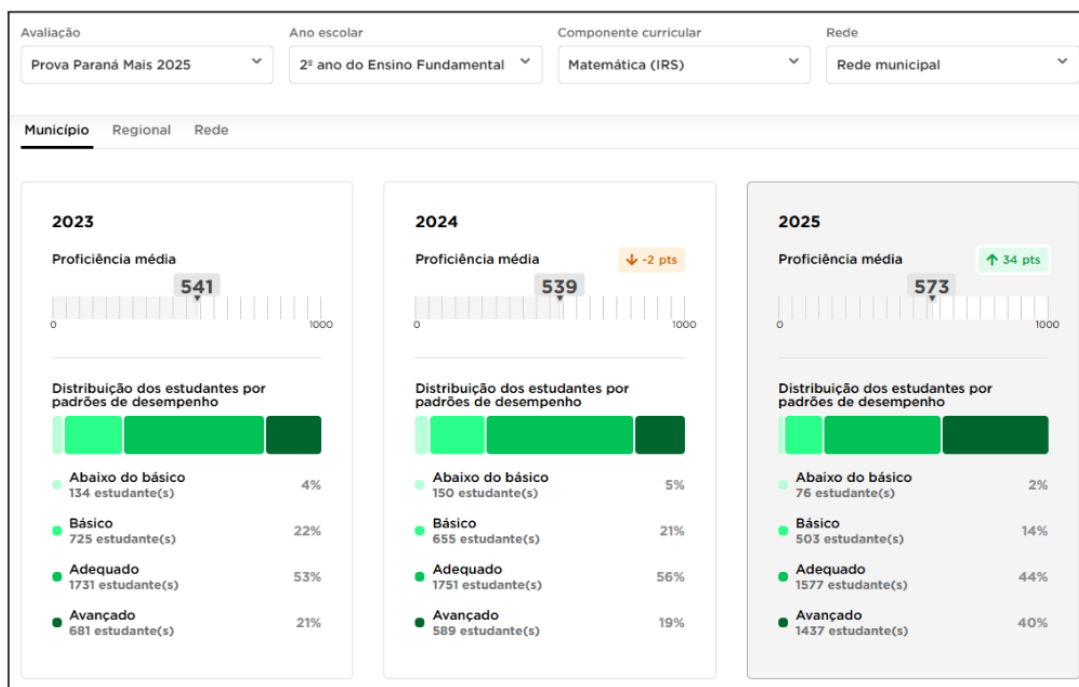 Avaliação
Ano escolar
Componente curricular
Rede
Prova Paraná Mais 2025
2º ano do Ensino Fundamental
Matemática (IRS)
Rede municipal
Município
Regional
Rede
2023
Proficiência média
541
0
1000
Distribuição dos estudantes por
padrões de desempenho
Abaixo do básico
134 estudante(s)
4%
Básico
725 estudante(s)
22%
Adequado
1731 estudante(s)
53%
Avançado
681 estudante(s)
21%
2024
Proficiência média
-2 pts
539
0
1000
Distribuição dos estudantes por
padrões de desempenho
Abaixo do básico
150 estudante(s)
5%
Básico
655 estudante(s)
21%
Adequado
1751 estudante(s)
56%
Avançado
589 estudante(s)
19%
2025
Proficiência média
34 pts
573
0
1000
Distribuição dos estudantes por
padrões de desempenho
Abaixo do básico
76 estudante(s)
2%
Básico
503 estudante(s)
14%
Adequado
1577 estudante(s)
44%
Avançado
1437 estudante(s)
40%